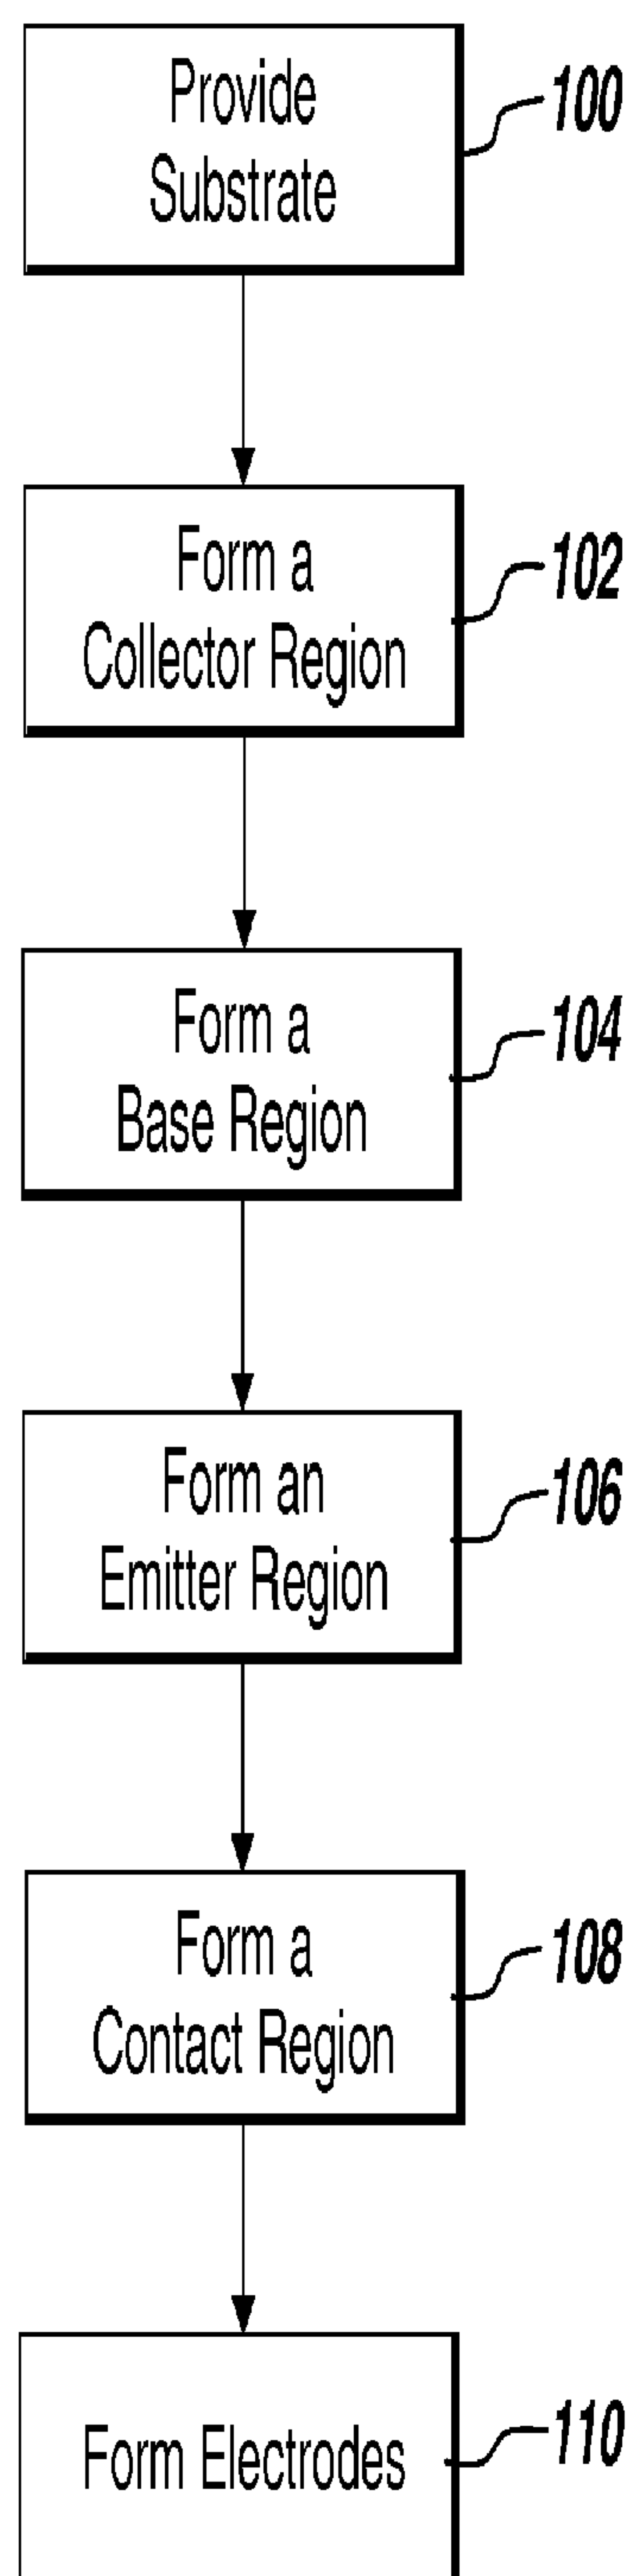 Provide
Substrate
100
Form a
Collector Region
102
Form a
Base Region
104
Form an
Emitter Region
106
Form a
Contact Region
108
Form Electrodes
110